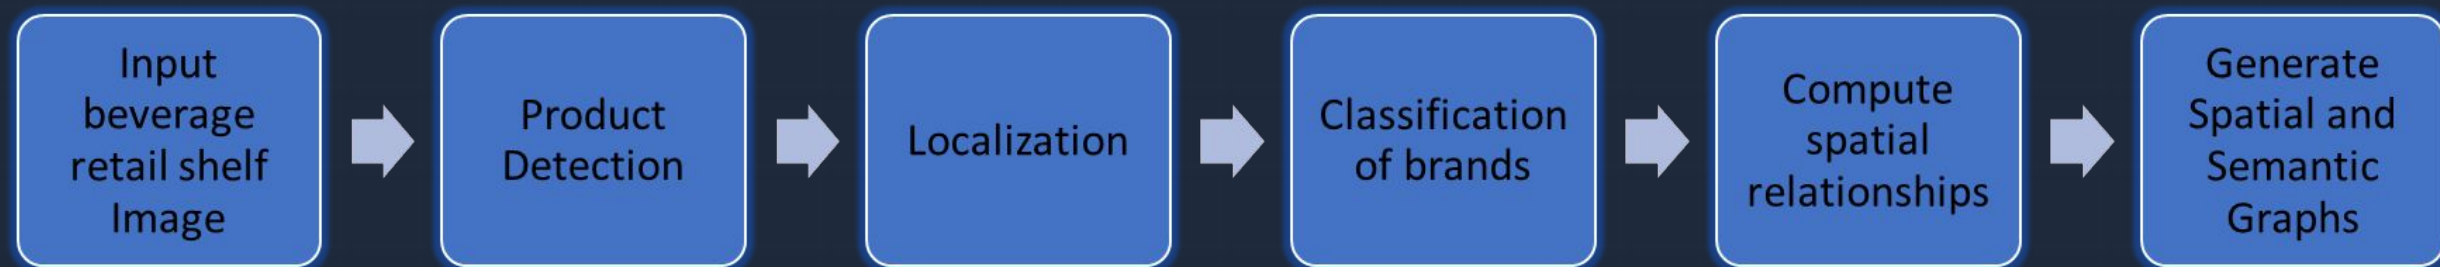 Input
beverage
retail shelf
Image
Product
Detection
Localization
Classification
of brands
Compute
spatial
relationships
Generate
Spatial and
Semantic
Graphs